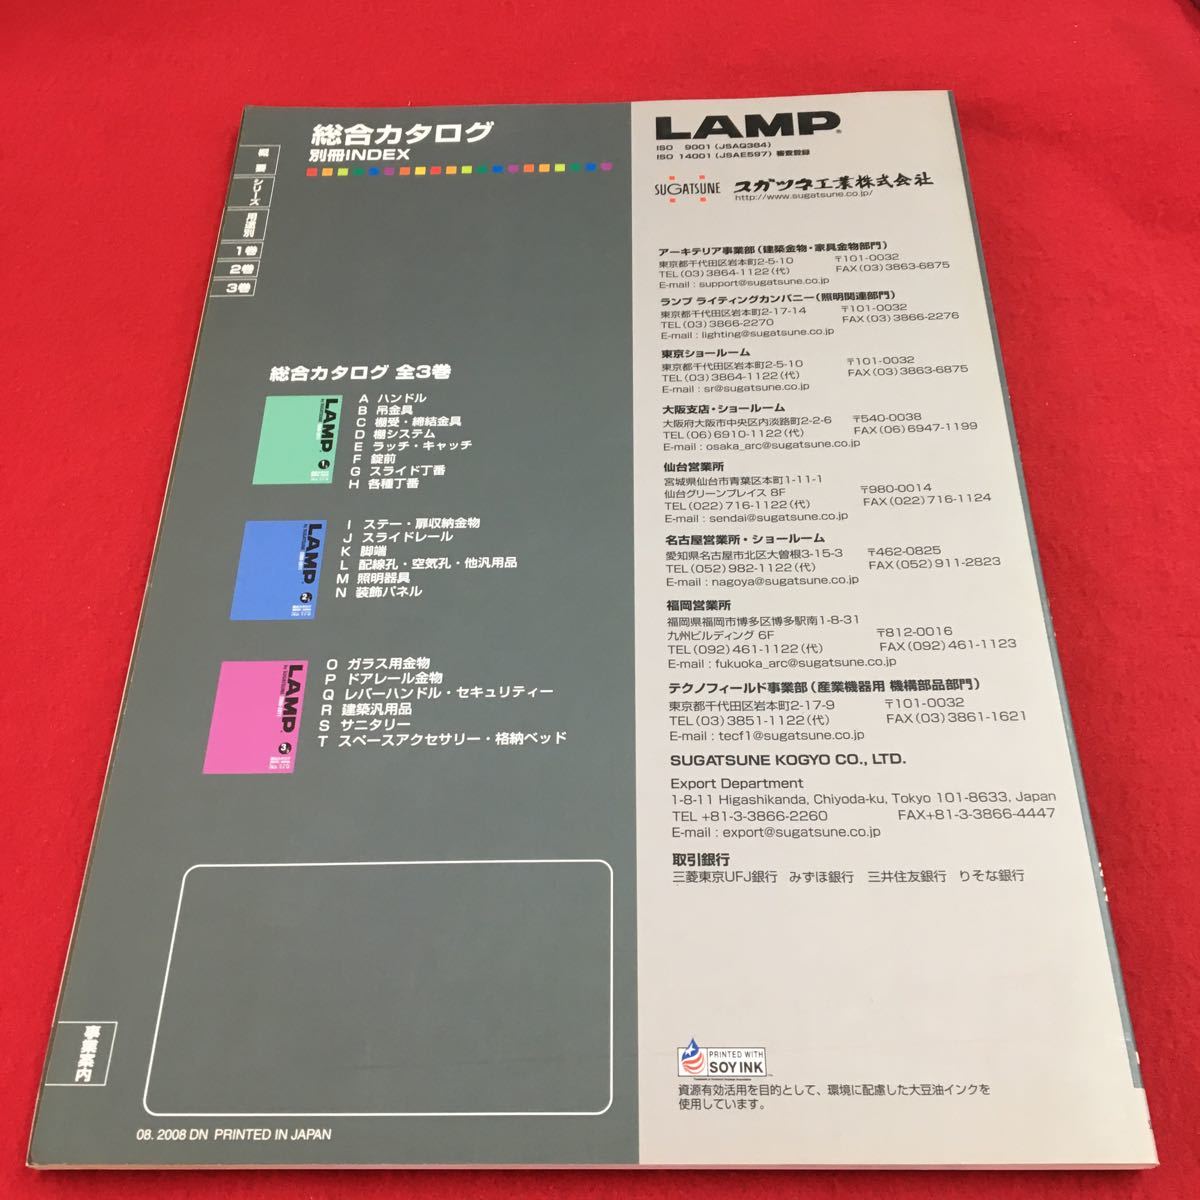 総合カタログ
別冊INDEX
概要
シリーズ
用途別
1巻
2巻
3巻
総合カタログ 全3巻
LAMP
A ハンドル
B 吊金具
C 棚受・締結金具
D 棚システム
E ラッチ・キャッチ
F 錠前
G スライド丁番
H 各種丁番
LAMP
I ステー・扉収納金物
J スライドレール
K 脚端
L 配線孔・空気孔・他汎用品
M 照明器具
N 装飾パネル
LAMP
O ガラス用金物
P ドアレール金物
Q レバーハンドル・セキュリティー
R 建築汎用品
S サニタリー
T スペースアクセサリー・格納ベッド
事業案内
08. 2008 DN PRINTED IN JAPAN
LAMP®
ISO 9001 (JSAQ384)
ISO 14001 (JSAE597) 審査登録
SUGATSUNE スガツネ工業株式会社
http://www.sugatsune.co.jp/
アーキテリア事業部(建築金物・家具金物部門)
東京都千代田区岩本町2-5-10 〒101-0032
TEL(03)3864-1122(代) FAX(03)3863-6875
E-mail : support@sugatsune.co.jp
ランプ ライティングカンパニー(照明関連部門)
東京都千代田区岩本町2-17-14 〒101-0032
TEL(03)3866-2270 FAX(03)3866-2276
E-mail : lighting@sugatsune.co.jp
東京ショールーム
東京都千代田区岩本町2-5-10 〒101-0032
TEL(03)3864-1122(代) FAX(03)3863-6875
E-mail : sr@sugatsune.co.jp
大阪支店・ショールーム
大阪府大阪市中央区内淡路町2-2-6 〒540-0038
TEL(06)6910-1122(代) FAX(06)6947-1199
E-mail : osaka_arc@sugatsune.co.jp
仙台営業所
宮城県仙台市青葉区本町1-11-1
仙台グリーンプレイス 8F 〒980-0014
TEL(022)716-1122(代) FAX(022)716-1124
E-mail : sendai@sugatsune.co.jp
名古屋営業所・ショールーム
愛知県名古屋市北区大曽根3-15-3 〒462-0825
TEL(052)982-1122(代) FAX(052)911-2823
E-mail : nagoya@sugatsune.co.jp
福岡営業所
福岡県福岡市博多区博多駅南1-8-31
九州ビルディング 6F 〒812-0016
TEL(092)461-1122(代) FAX(092)461-1123
E-mail : fukuoka_arc@sugatsune.co.jp
テクノフィールド事業部(産業機器用 機構部品部門)
東京都千代田区岩本町2-17-9 〒101-0032
TEL(03)3851-1122(代) FAX(03)3861-1621
E-mail : tecf1@sugatsune.co.jp
SUGATSUNE KOGYO CO., LTD.
Export Department
1-8-11 Higashikanda, Chiyoda-ku, Tokyo 101-8633, Japan
TEL +81-3-3866-2260 FAX+81-3-3866-4447
E-mail : export@sugatsune.co.jp
取引銀行
三菱東京UFJ銀行 みずほ銀行 三井住友銀行 りそな銀行
PRINTED WITH
SOY INK
資源有効活用を目的として、環境に配慮した大豆油インクを
使用しています。